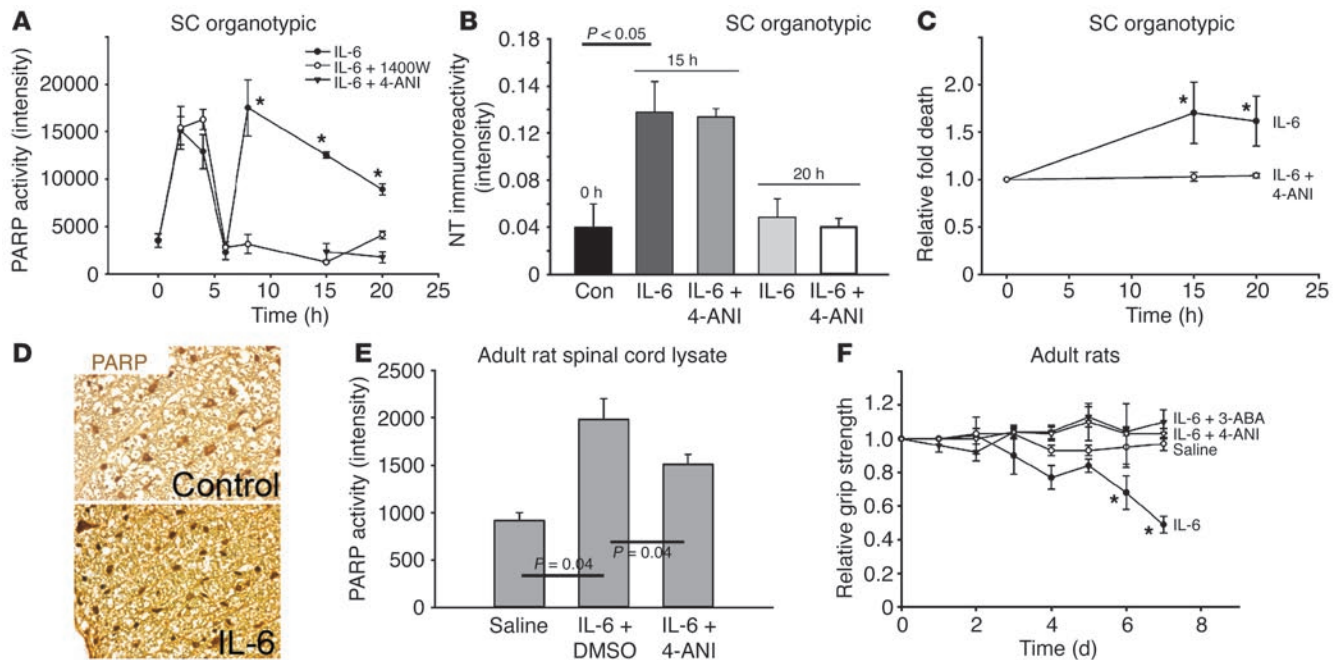 A
SC organotypic
PARP activity (intensity)
20000
15000
10000
5000
0
IL-6
IL-6 + 1400W
IL-6 + 4-ANI
*
*
*
0 5 10 15 20 25
Time (h)
B
SC organotypic
NT immunoreactivity
(intensity)
0.18
0.16
0.12
0.08
0.04
0
P < 0.05
15 h
0 h
20 h
Con
IL-6
IL-6 +
4-ANI
IL-6
IL-6 +
4-ANI
C
SC organotypic
Relative fold death
2.0
1.5
1.0
0.5
0
*
*
IL-6
IL-6 +
4-ANI
0 5 10 15 20 25
Time (h)
D
PARP
Control
IL-6
E
Adult rat spinal cord lysate
PARP activity (intensity)
2500
2000
1500
1000
500
0
P = 0.04
P = 0.04
Saline
IL-6 +
DMSO
IL-6 +
4-ANI
F
Adult rats
Relative grip strength
1.2
1.0
0.8
0.6
0.4
0.2
0
IL-6 + 3-ABA
IL-6 + 4-ANI
Saline
*
*
IL-6
0 2 4 6 8
Time (d)